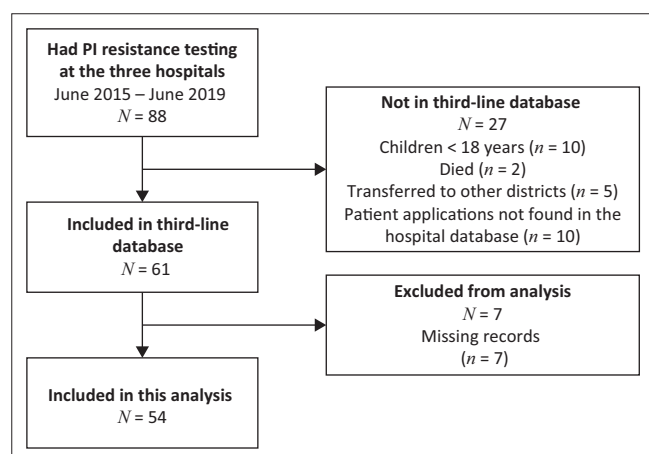 Had PI resistance testing
at the three hospitals
June 2015 – June 2019
N = 88
Not in third-line database
N = 27
Children < 18 years (n = 10)
Died (n = 2)
Transferred to other districts (n = 5)
Patient applications not found in the
hospital database (n = 10)
Included in third-line
database
N = 61
Excluded from analysis
N = 7
Missing records
(n = 7)
Included in this analysis
N = 54